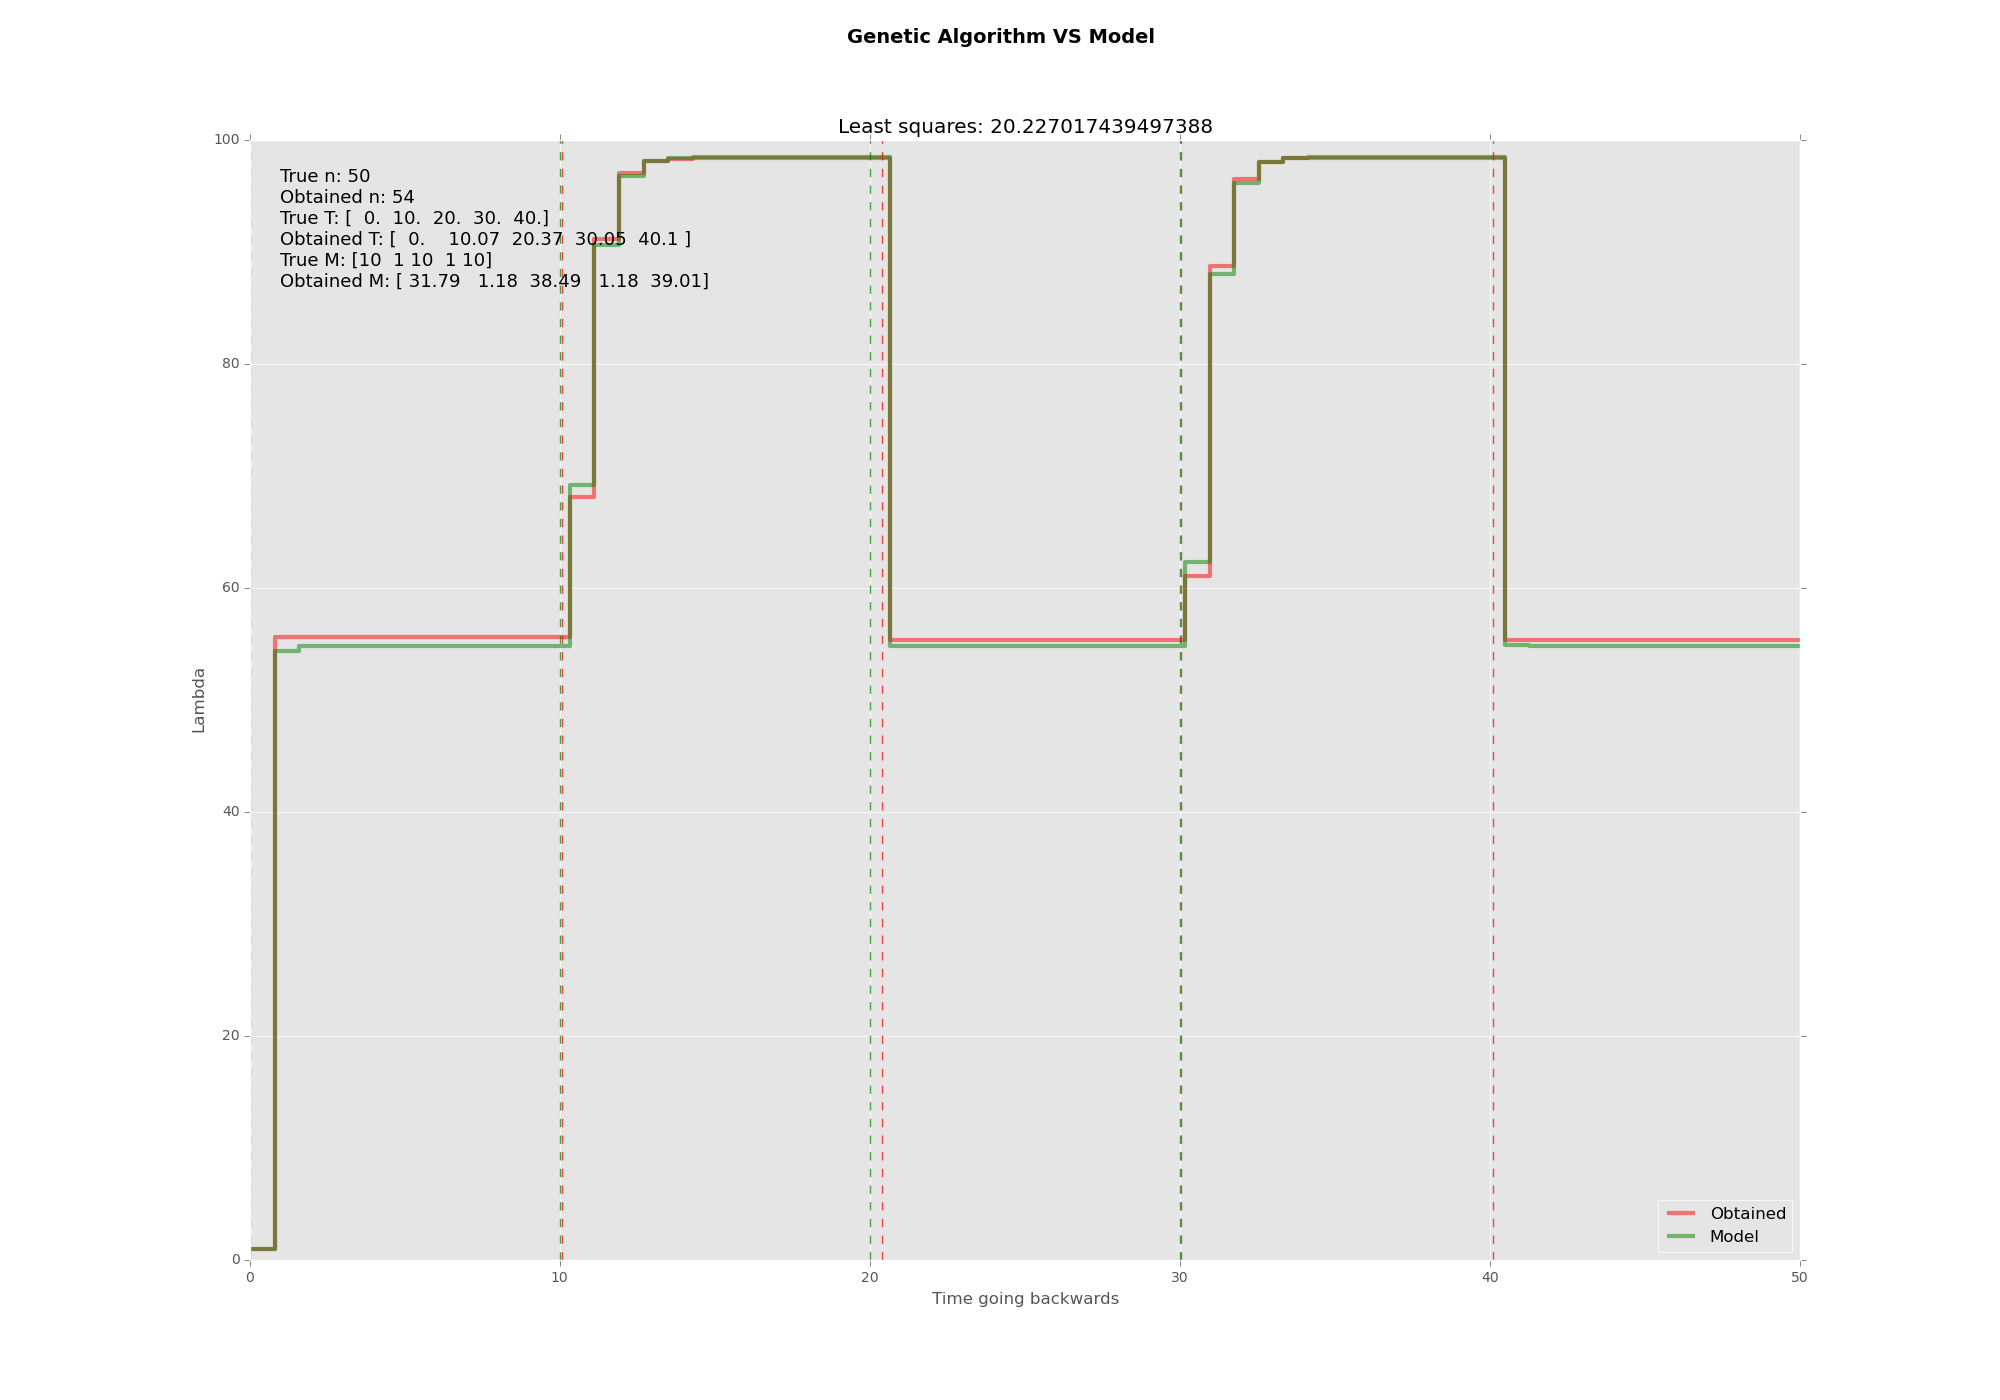 Genetic Algorithm VS Model
Least squares: 20.227017439497388
100
80
60
40
20
0
Lambda
True n: 50
Obtained n: 54
True T: [  0.  10.  20.  30.  40.]
Obtained T: [  0.    10.07  20.37  30.05  40.1 ]
True M: [10  1 10  1 10]
Obtained M: [ 31.79   1.18  38.49   1.18  39.01]
Obtained
Model
0 10 20 30 40 50
Time going backwards